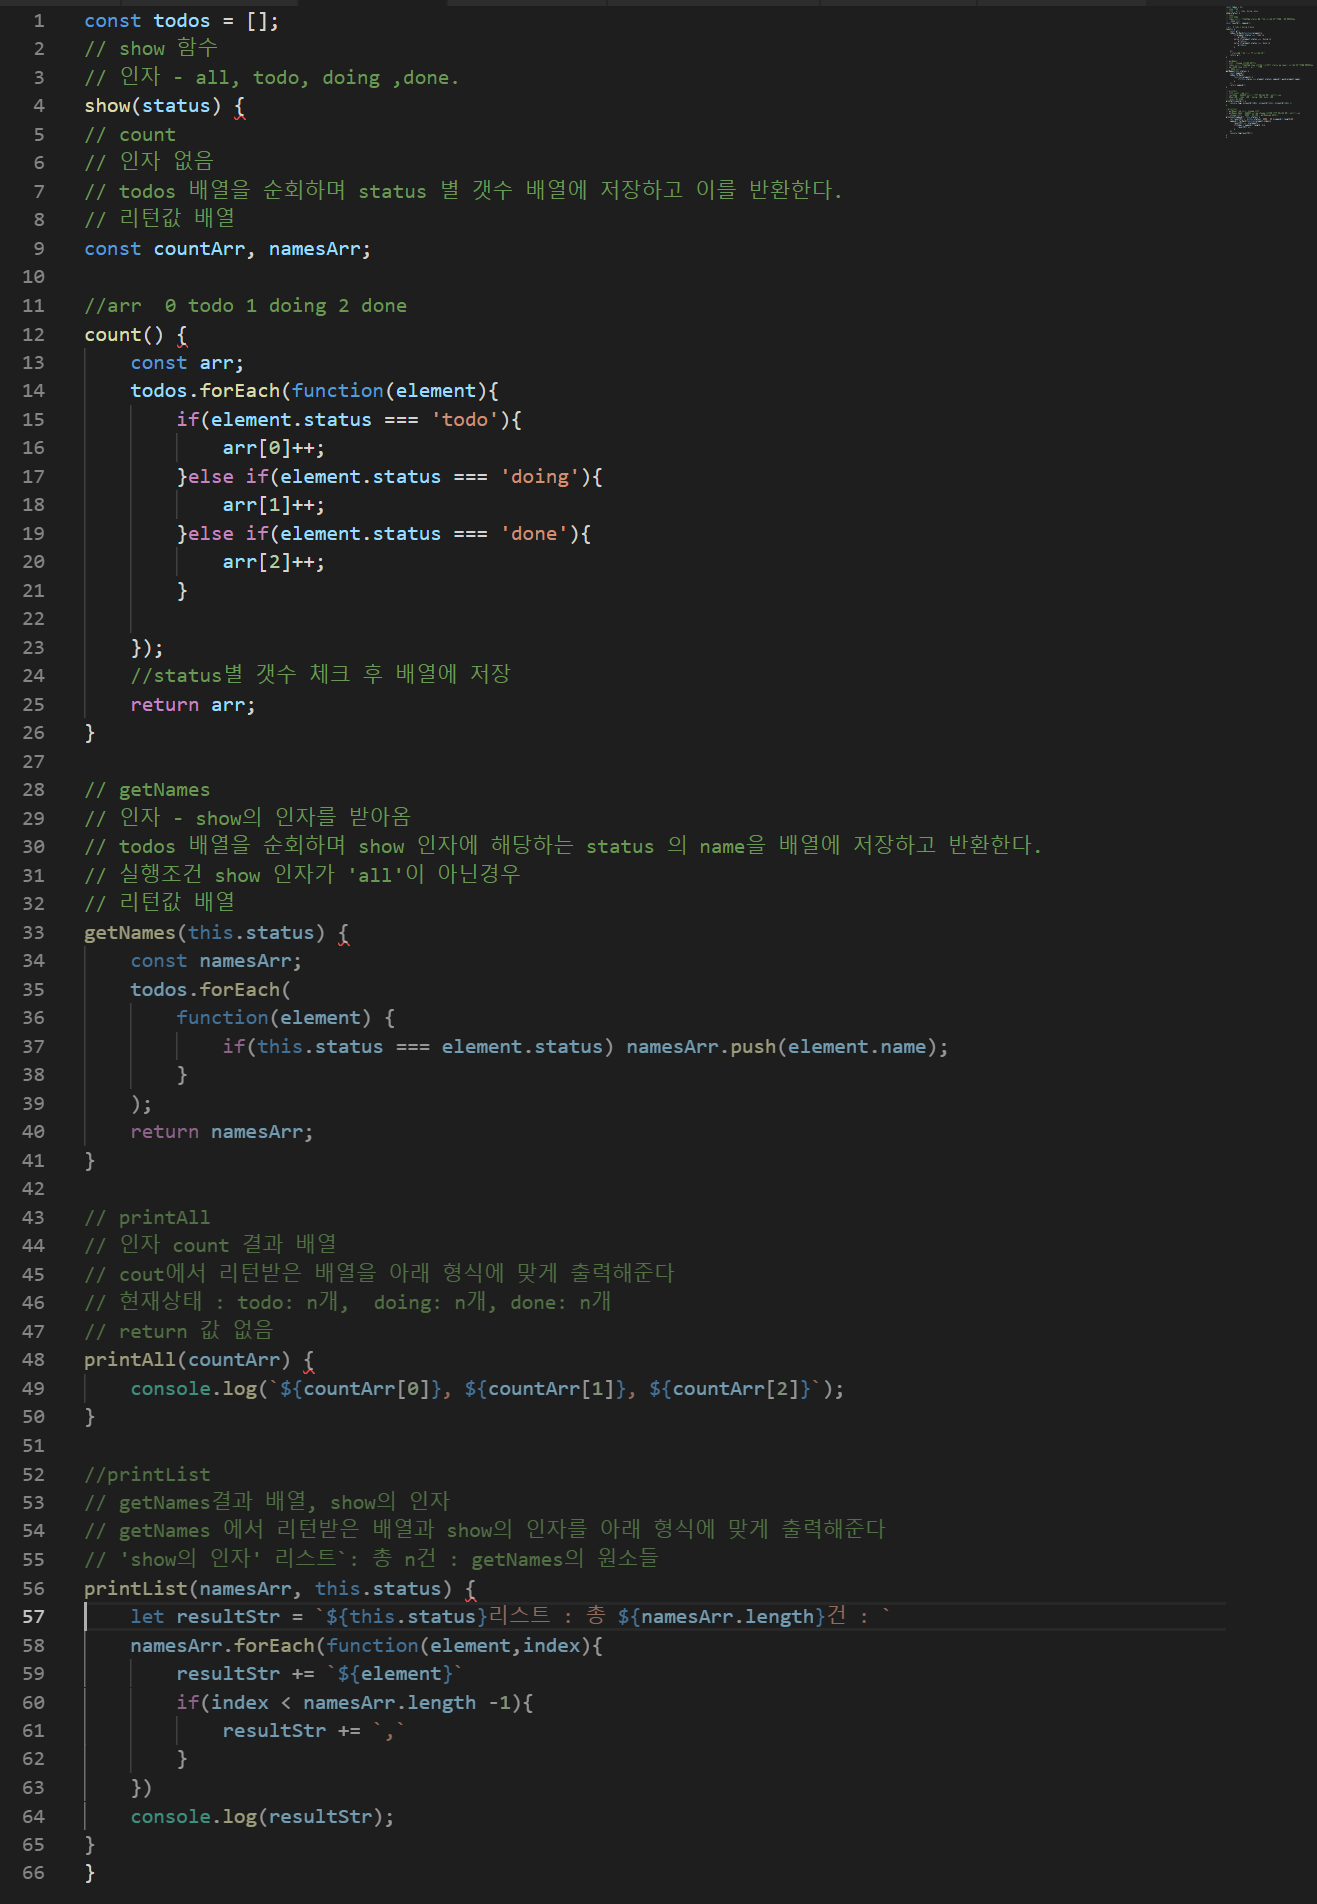 1 const todos = [];
2 // show 함수
3 // 인자 - all, todo, doing ,done.
4 show(status) {
5 // count
6 // 인자 없음
7 // todos 배열을 순회하며 status 별 갯수 배열에 저장하고 이를 반환한다.
8 // 리턴값 배열
9 const countArr, namesArr;
10
11 //arr  0 todo 1 doing 2 done
12 count() {
13     const arr;
14     todos.forEach(function(element){
15         if(element.status === 'todo'){
16             arr[0]++;
17         }else if(element.status === 'doing'){
18             arr[1]++;
19         }else if(element.status === 'done'){
20             arr[2]++;
21         }
22
23     });
24     //status별 갯수 체크 후 배열에 저장
25     return arr;
26 }
27
28 // getNames
29 // 인자 - show의 인자를 받아옴
30 // todos 배열을 순회하며 show 인자에 해당하는 status 의 name을 배열에 저장하고 반환한다.
31 // 실행조건 show 인자가 'all'이 아닌경우
32 // 리턴값 배열
33 getNames(this.status) {
34     const namesArr;
35     todos.forEach(
36         function(element) {
37             if(this.status === element.status) namesArr.push(element.name);
38         }
39     );
40     return namesArr;
41 }
42
43 // printAll
44 // 인자 count 결과 배열
45 // cout에서 리턴받은 배열을 아래 형식에 맞게 출력해준다
46 // 현재상태 : todo: n개,  doing: n개, done: n개
47 // return 값 없음
48 printAll(countArr) {
49     console.log(`${countArr[0]}, ${countArr[1]}, ${countArr[2]}`);
50 }
51
52 //printList
53 // getNames결과 배열, show의 인자
54 // getNames 에서 리턴받은 배열과 show의 인자를 아래 형식에 맞게 출력해준다
55 // 'show의 인자' 리스트`: 총 n건 : getNames의 원소들
56 printList(namesArr, this.status) {
57     let resultStr = `${this.status}리스트 : 총 ${namesArr.length}건 : `
58     namesArr.forEach(function(element,index){
59         resultStr += `${element}`
60         if(index < namesArr.length -1){
61             resultStr += `,`
62         }
63     })
64     console.log(resultStr);
65 }
66 }